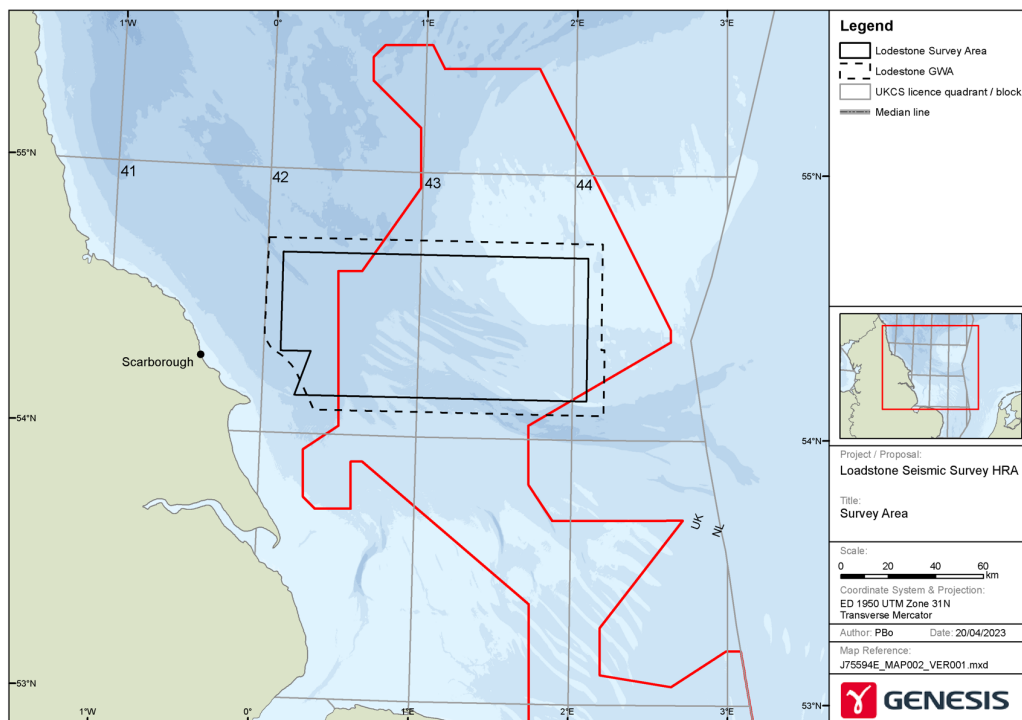 1°W
0°
1°E
2°E
3°E
55°N
55°N
41
42
43
44
Scarborough
54°N
54°N
UK
NL
53°N
53°N
1°W
0°
1°E
2°E
3°E
Legend
Lodestone Survey Area
Lodestone GWA
UKCS licence quadrant / block
Median line
Project / Proposal:
Loadstone Seismic Survey HRA
Title:
Survey Area
Scale:
0 20 40 60
km
Coordinate System & Projection:
ED 1950 UTM Zone 31N
Transverse Mercator
Author: PBo Date: 20/04/2023
Map Reference:
J75594E_MAP002_VER001.mxd
GENESIS